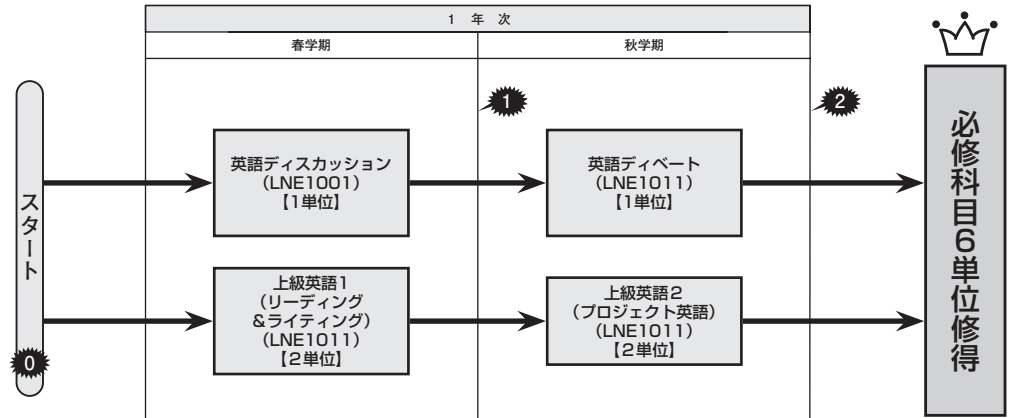 1 年 次
春学期
秋学期
スタート
0
1
2
英語ディスカッション
（LNE1001）
【1単位】
英語ディベート
（LNE1011）
【1単位】
上級英語1
（リーディング
＆ライティング）
（LNE1011）
【2単位】
上級英語2
（プロジェクト英語）
（LNE1011）
【2単位】
必修科目6単位修得